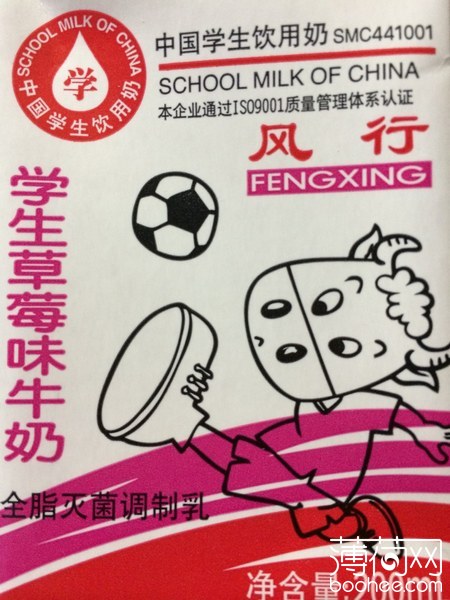 SCHOOL MILK OF CHINA
学
中国学生饮用奶
中国学生饮用奶 SMC441001
SCHOOL MILK OF CHINA
本企业通过ISO9001质量管理体系认证
风行
FENGXING
学生草莓味牛奶
全脂灭菌调制乳
净含量
薄荷网
boohee.com